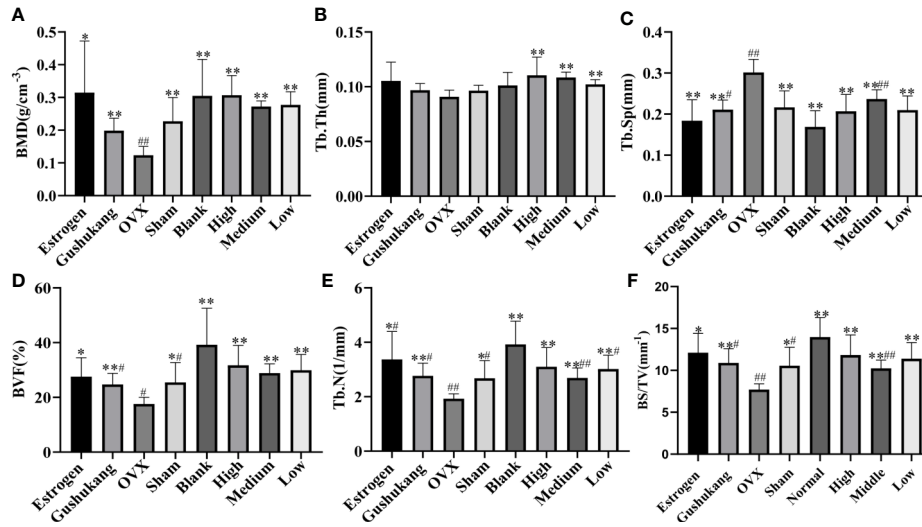 A
BMD(g/cm⁻³)
0.5
0.4
0.3
0.2
0.1
0.0
*
**
##
**
**
**
**
**
Estrogen
Gushukang
OVX
Sham
Blank
High
Medium
Low
B
Tb.Th(mm)
0.15
0.10
0.05
0.00
**
**
**
Estrogen
Gushukang
OVX
Sham
Blank
High
Medium
Low
C
Tb.Sp(mm)
0.4
0.3
0.2
0.1
0.0
**
**#
##
**
**
**
**##
**
Estrogen
Gushukang
OVX
Sham
Blank
High
Medium
Low
D
BVF(%)
60
40
20
0
*
**#
#
*#
**
**
**
**
Estrogen
Gushukang
OVX
Sham
Blank
High
Medium
Low
E
Tb.N(1/mm)
6
4
2
0
*#
**#
##
*#
**
**
**##
**#
Estrogen
Gushukang
OVX
Sham
Blank
High
Medium
Low
F
BS/TV(mm⁻¹)
20
15
10
5
0
*
**#
##
*#
**
**
**##
**
Estrogen
Gushukang
OVX
Sham
Normal
High
Middle
Low